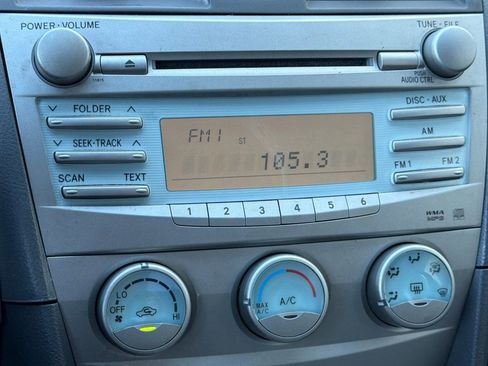 POWER·VOLUME
TUNE·FILE
11815
PUSH
AUDIO CTRL
FOLDER
DISC·AUX
SEEK·TRACK
FM1
ST
105.3
AM
SCAN TEXT
FM1 FM2
1 2 3 4 5 6
WMA
MP3
LO
OFF
HI
MAX
A/C
A/C